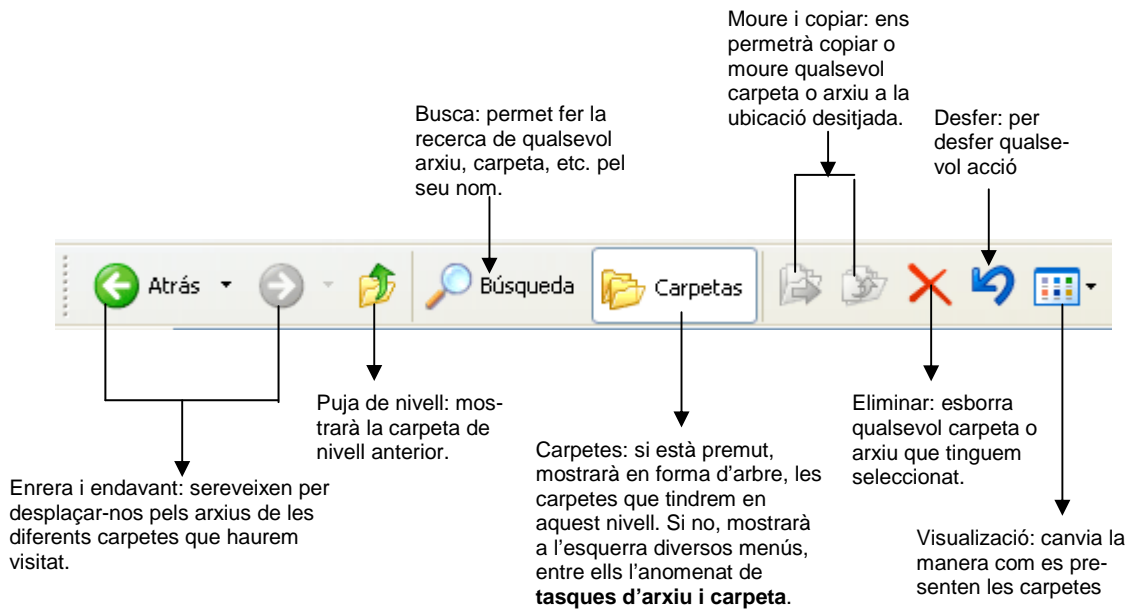 Moure i copiar: ens
permetrà copiar o
moure qualsevol
carpeta o arxiu a la
ubicació desitjada.
Busca: permet fer la
recerca de qualsevol
arxiu, carpeta, etc. pel
seu nom.
Desfer: per
desfer qualse-
vol acció
Atrás
Búsqueda
Carpetas
Enrera i endavant: sereveixen per
desplaçar-nos pels arxius de les
diferents carpetes que haurem
visitat.
Puja de nivell: mos-
trarà la carpeta de
nivell anterior.
Carpetes: si està premut,
mostrarà en forma d’arbre, les
carpetes que tindrem en
aquest nivell. Si no, mostrarà
a l’esquerra diversos menús,
entre ells l’anomenat de
tasques d’arxiu i carpeta.
Eliminar: esborra
qualsevol carpeta o
arxiu que tinguem
seleccionat.
Visualització: canvia la
manera com es pre-
senten les carpetes